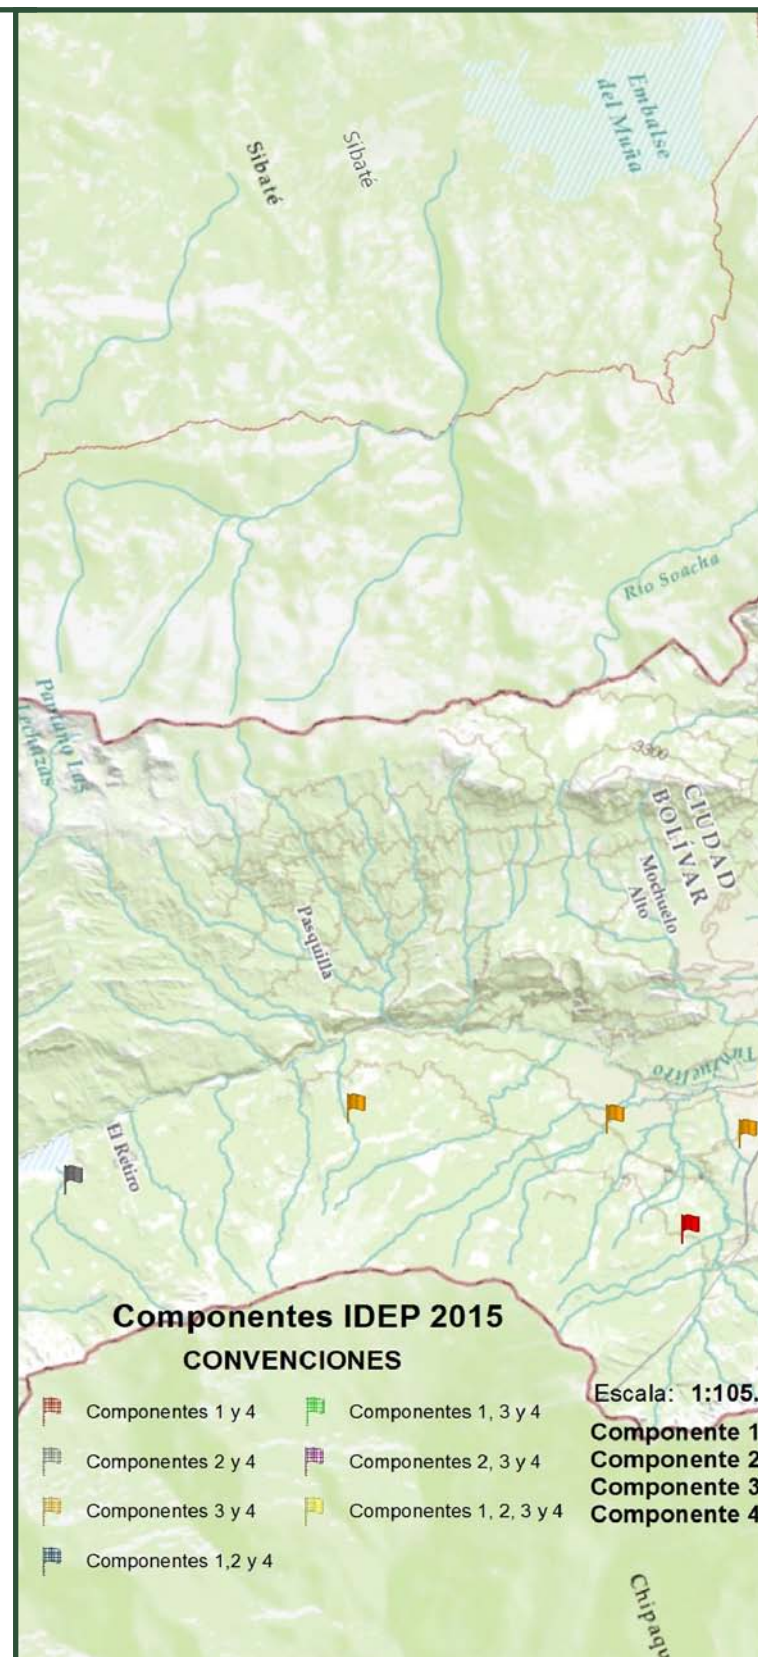 Embalse
del Muña
Sibaté
Sibaté
Río Soacha
Pantano Las
Lechazas
3300
CIUDAD
BOLÍVAR
Mochuelo
Alto
Pasquilla
Tunjuelito
El Retiro
Componentes IDEP 2015
CONVENCIONES
Componentes 1 y 4
Componentes 1, 3 y 4
Componentes 2 y 4
Componentes 2, 3 y 4
Componentes 3 y 4
Componentes 1, 2, 3 y 4
Componentes 1,2 y 4
Escala: 1:105.
Componente 1
Componente 2
Componente 3
Componente 4
Chipaqu